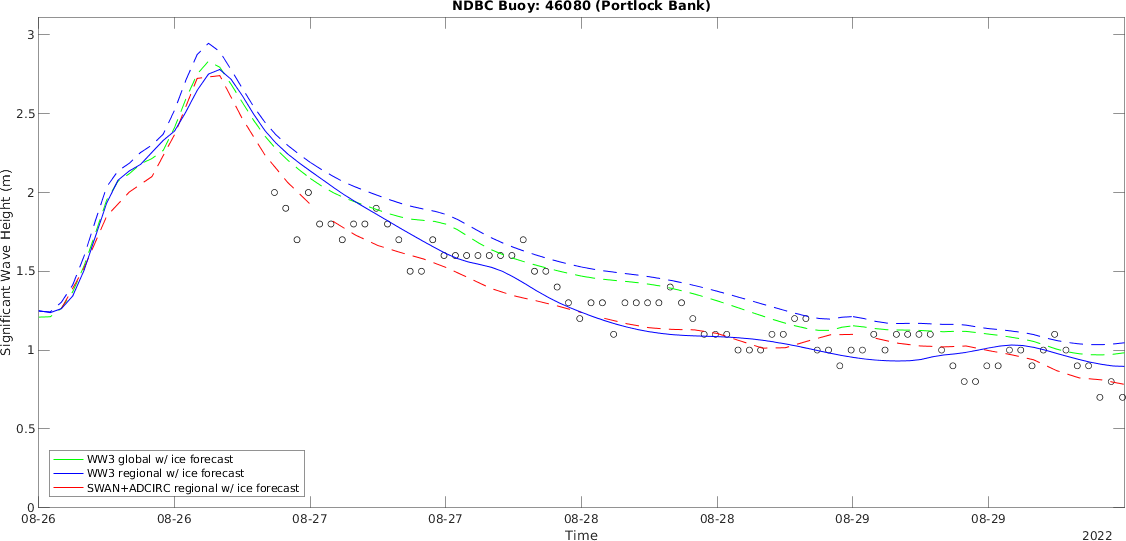 NDBC Buoy: 46080 (Portlock Bank)
Significant Wave Height (m)
3
2.5
2
1.5
1
0.5
0
WW3 global w/ ice forecast
WW3 regional w/ ice forecast
SWAN+ADCIRC regional w/ ice forecast
08-26 08-26 08-27 08-27 08-28 08-28 08-29 08-29
Time
2022